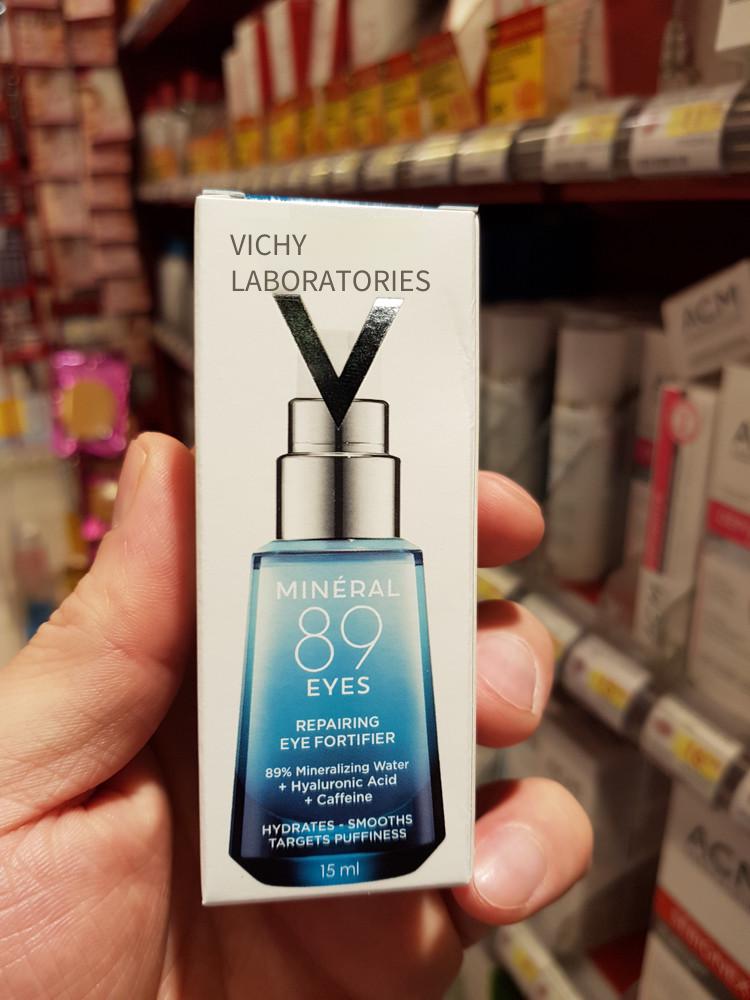 VICHY
LABORATORIES
MINÉRAL
89
EYES
REPAIRING
EYE FORTIFIER
89% Mineralizing Water
+ Hyaluronic Acid
+ Caffeine
HYDRATES - SMOOTHS
TARGETS PUFFINESS
15 ml
ACM